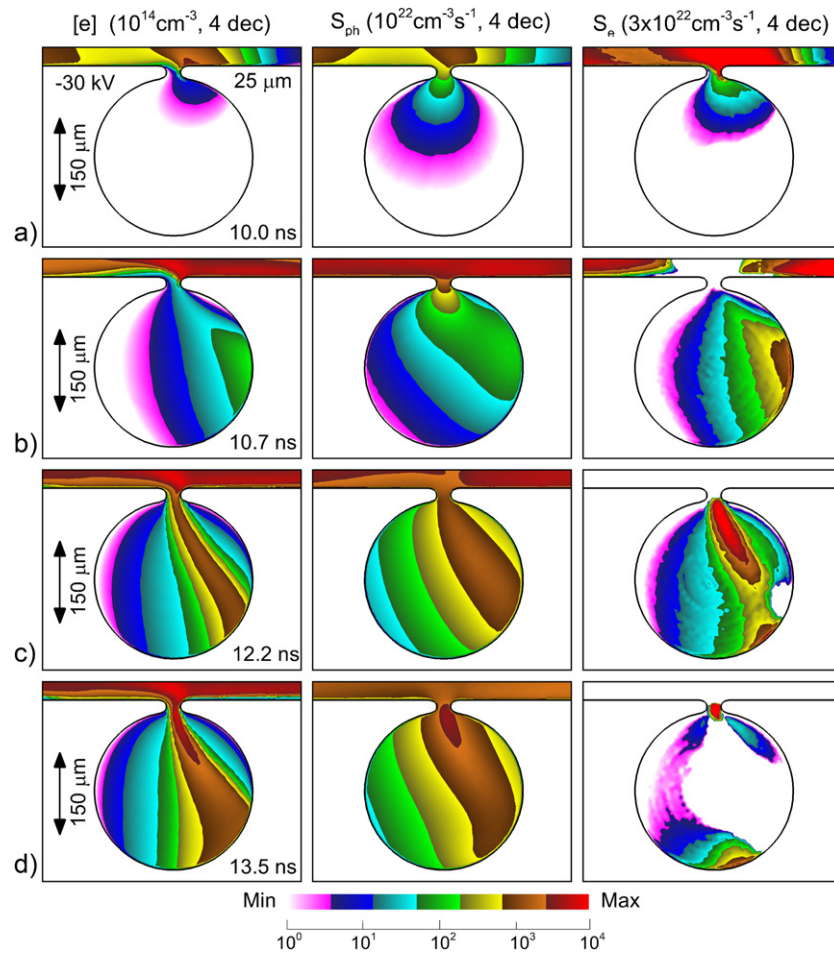 [e] (10¹⁴cm⁻³, 4 dec) S_ph (10²²cm⁻³s⁻¹, 4 dec) S_e (3x10²²cm⁻³s⁻¹, 4 dec)
-30 kV 25 µm
150 µm
a) 10.0 ns
150 µm
b) 10.7 ns
150 µm
c) 12.2 ns
150 µm
d) 13.5 ns
Min Max
10⁰ 10¹ 10² 10³ 10⁴